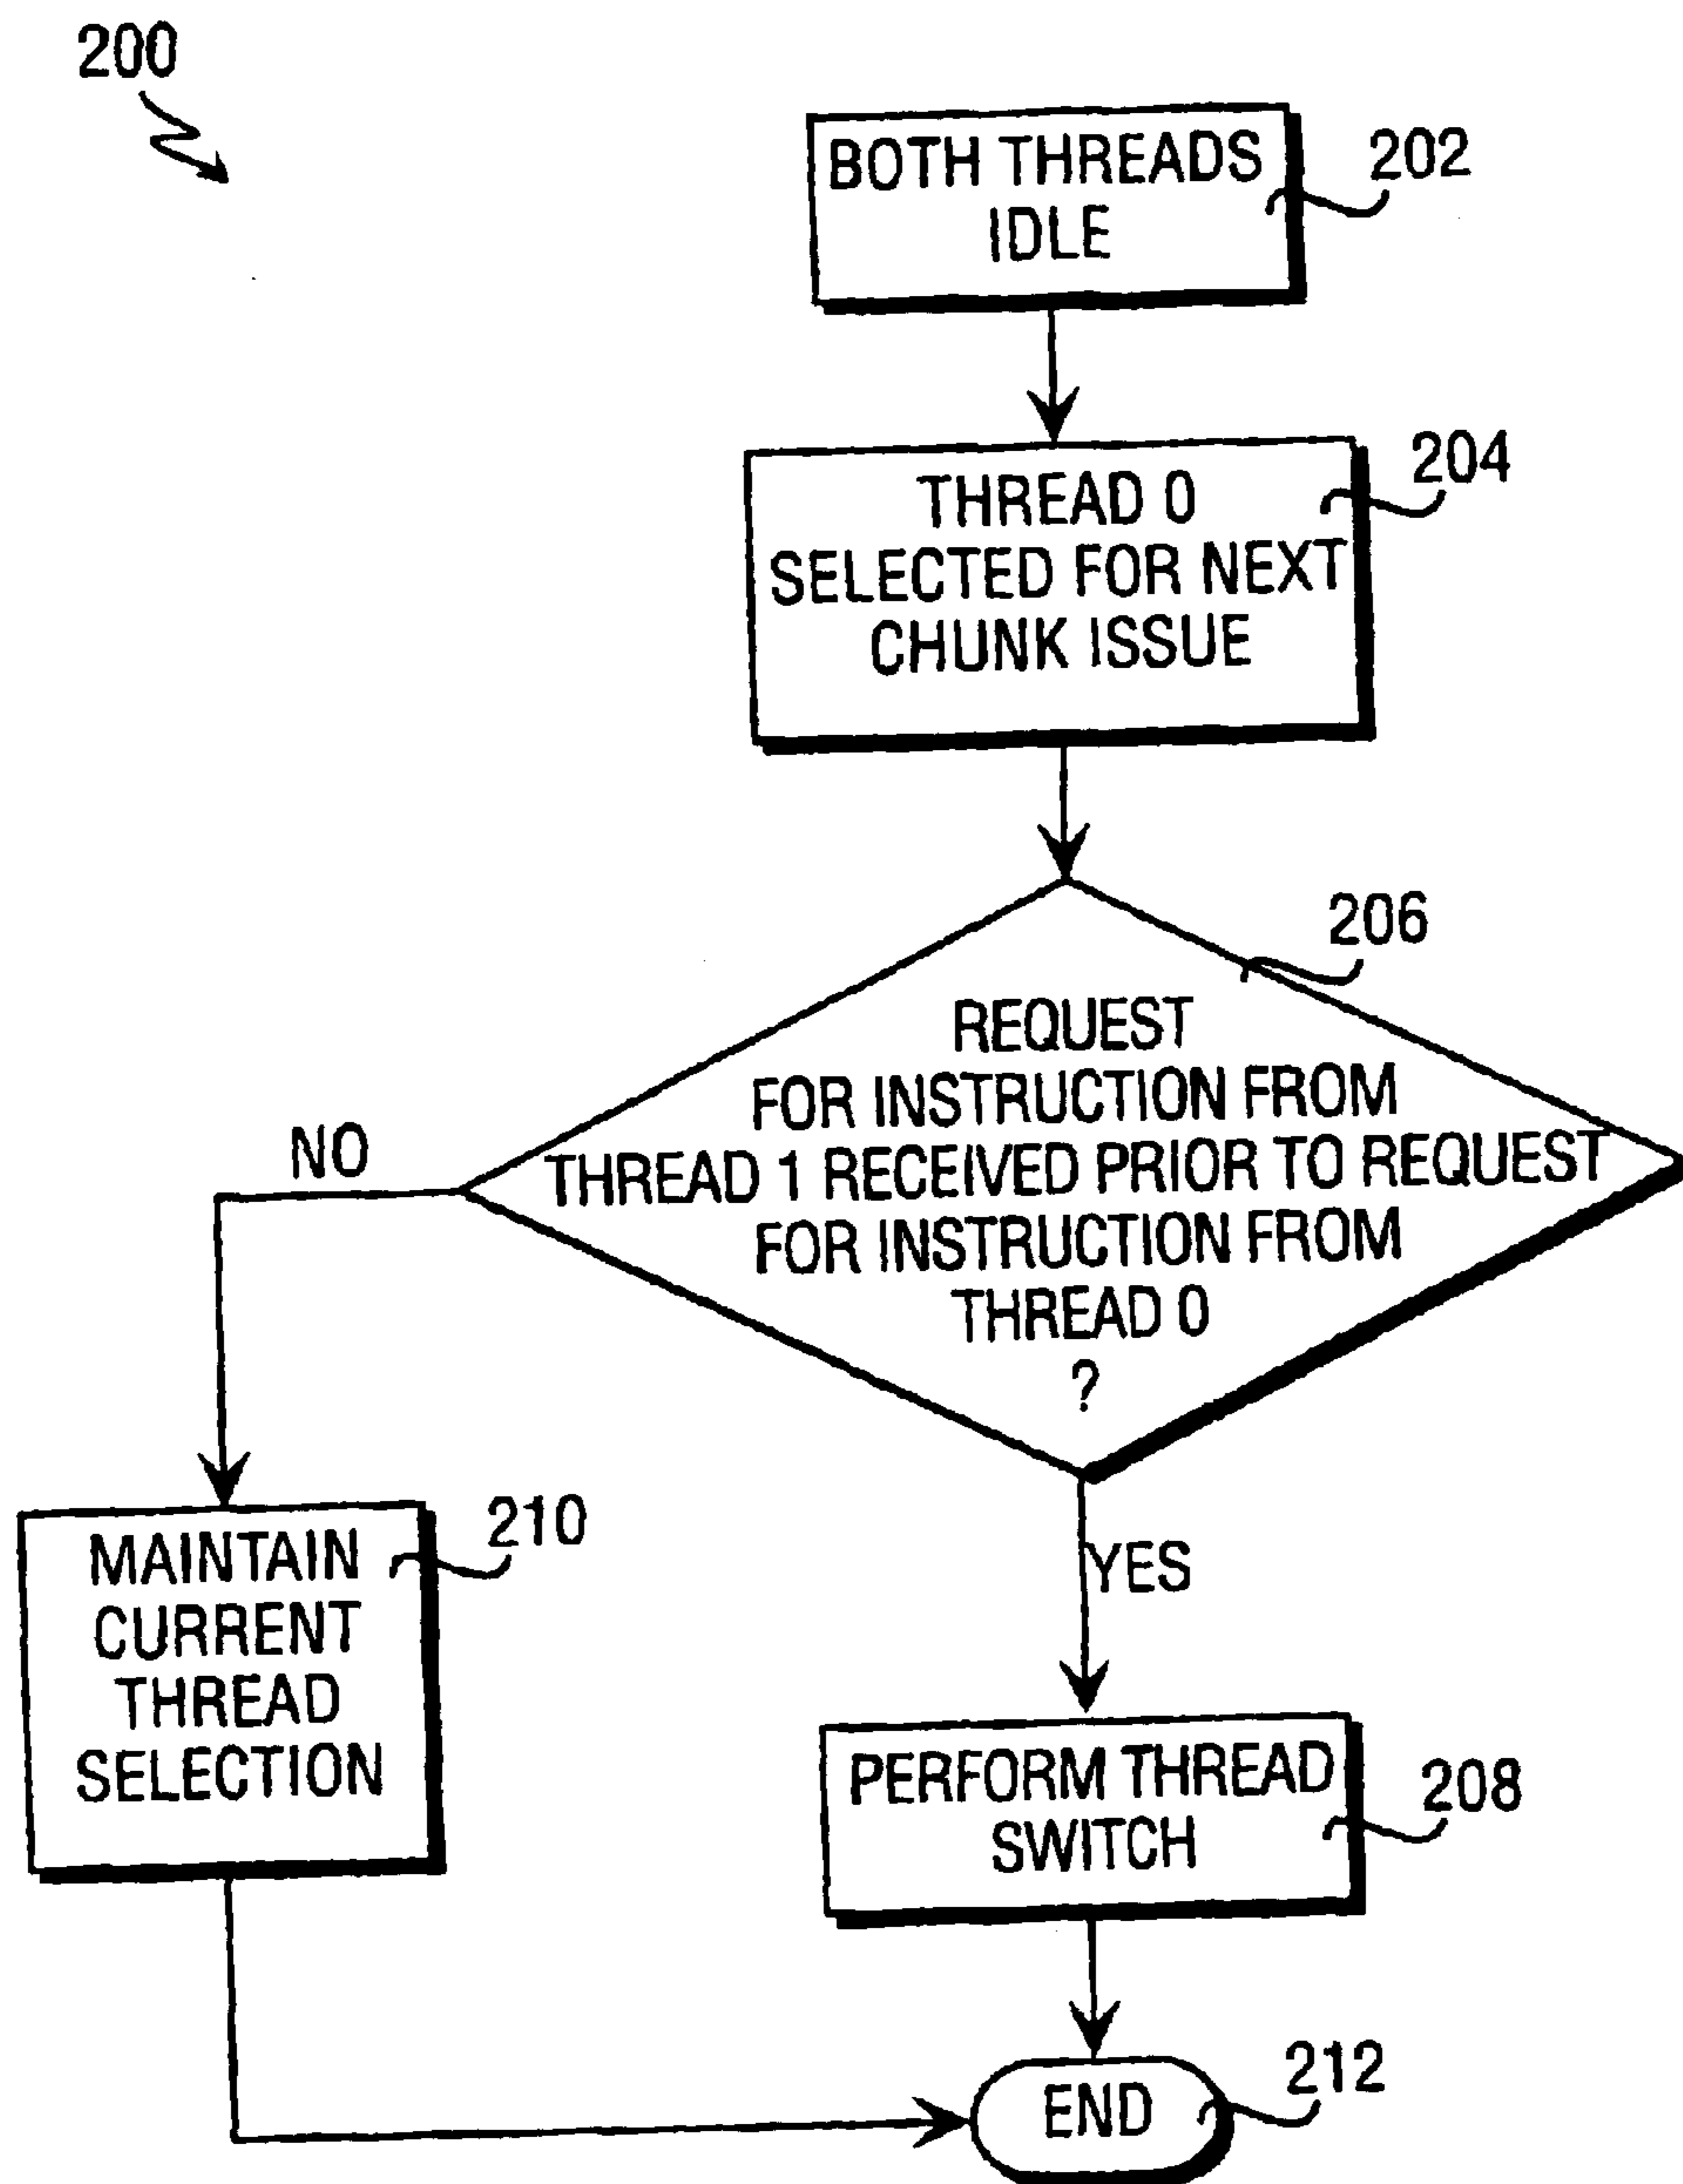 200
BOTH THREADS
IDLE
202
THREAD 0
SELECTED FOR NEXT
CHUNK ISSUE
204
206
REQUEST
FOR INSTRUCTION FROM
THREAD 1 RECEIVED PRIOR TO REQUEST
FOR INSTRUCTION FROM
THREAD 0
?
NO
YES
MAINTAIN
CURRENT
THREAD
SELECTION
210
PERFORM THREAD
SWITCH
208
END
212